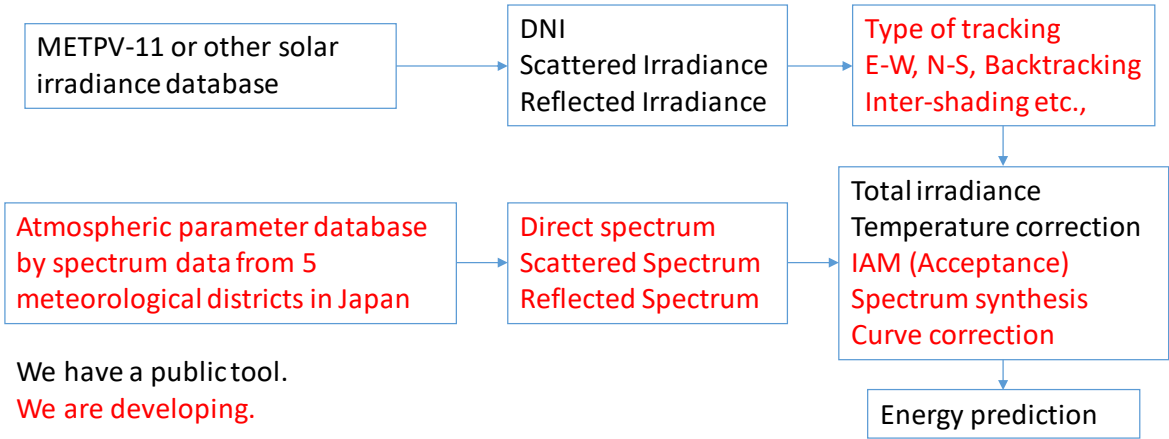 METPV-11 or other solar
irradiance database
DNI
Scattered Irradiance
Reflected Irradiance
Type of tracking
E-W, N-S, Backtracking
Inter-shading etc.,
Atmospheric parameter database
by spectrum data from 5
meteorological districts in Japan
Direct spectrum
Scattered Spectrum
Reflected Spectrum
Total irradiance
Temperature correction
IAM (Acceptance)
Spectrum synthesis
Curve correction
We have a public tool.
We are developing.
Energy prediction